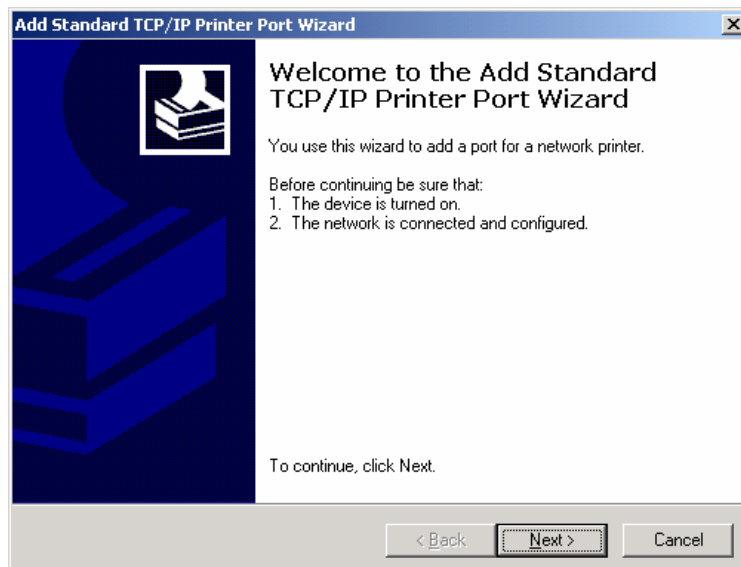 Add Standard TCP/IP Printer Port Wizard
Welcome to the Add Standard
TCP/IP Printer Port Wizard
You use this wizard to add a port for a network printer.
Before continuing be sure that:
1. The device is turned on.
2. The network is connected and configured.
To continue, click Next.
< Back Next > Cancel